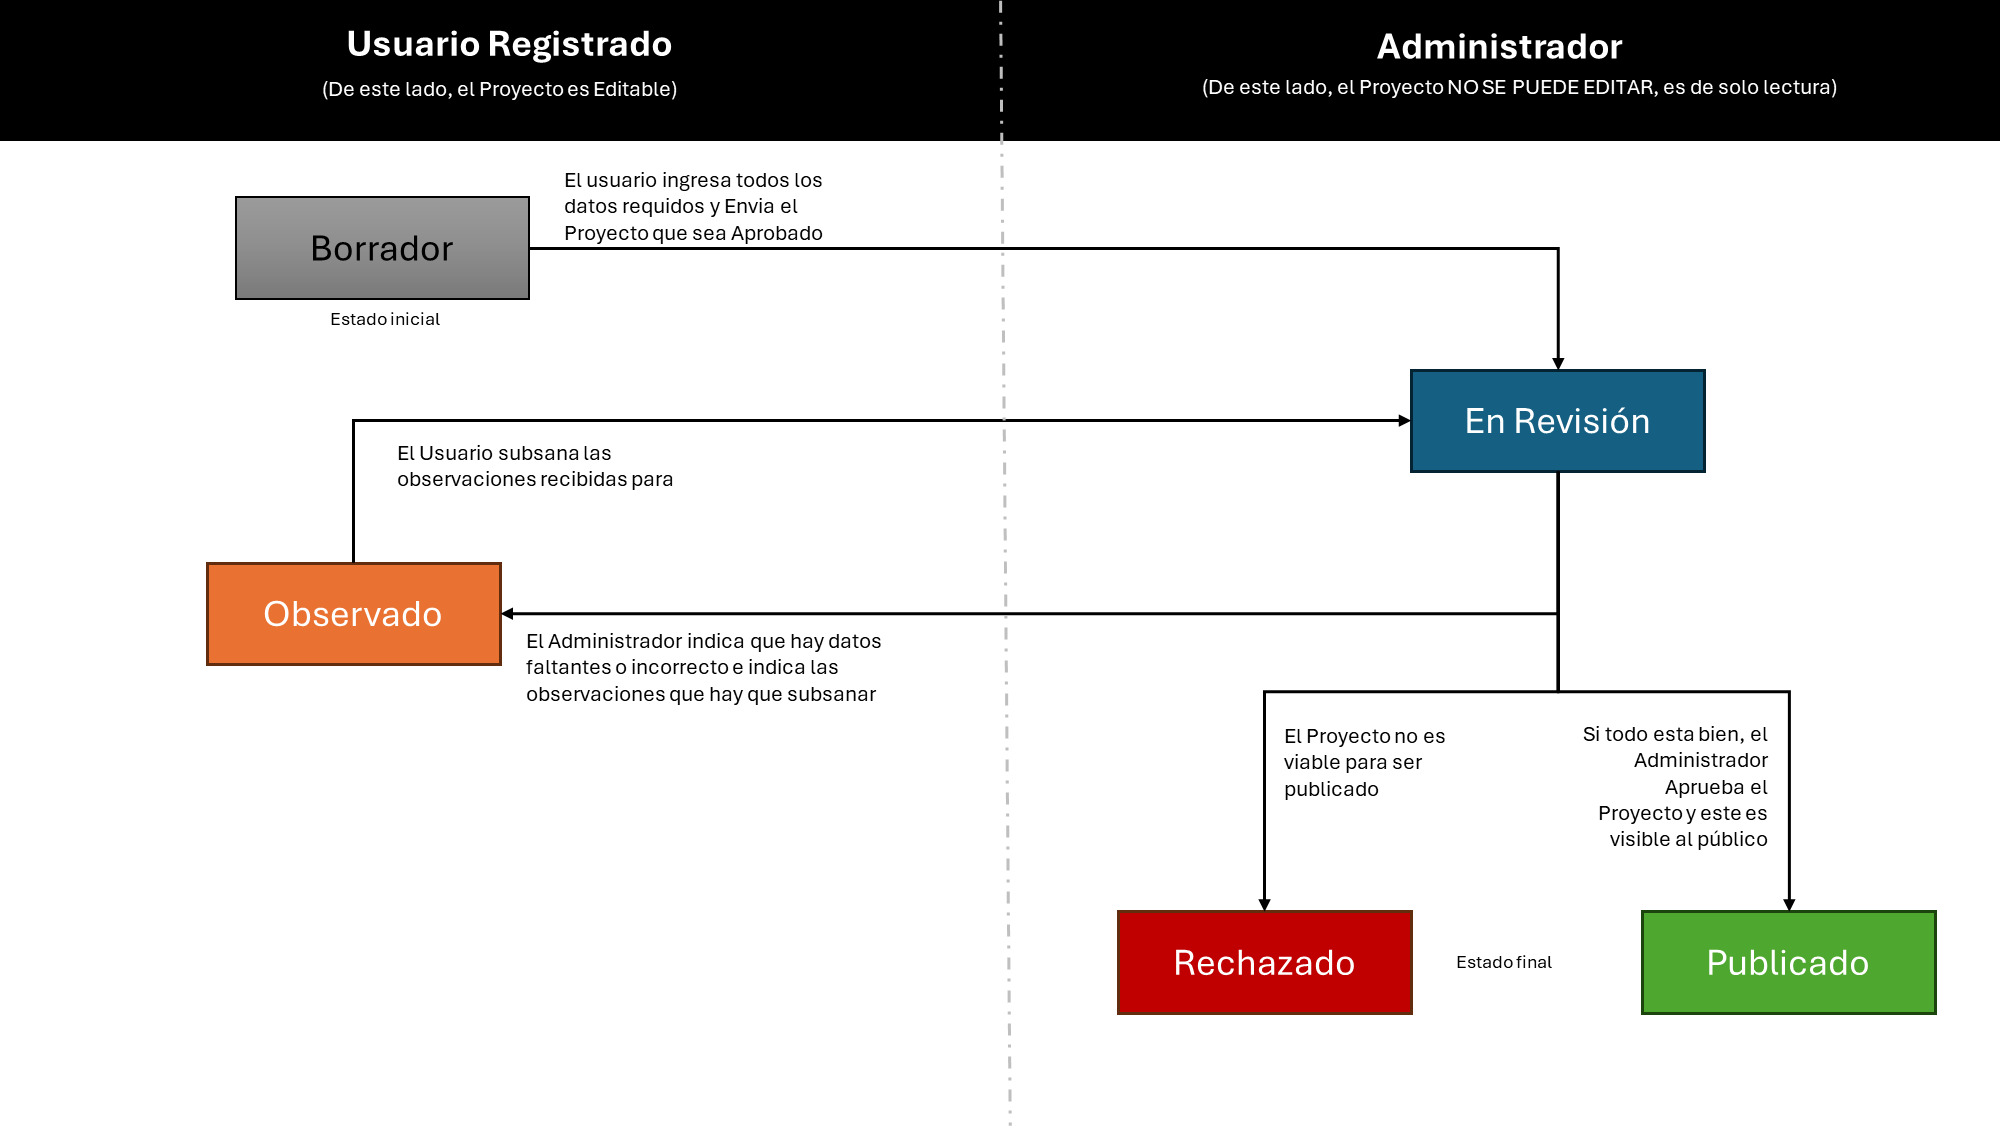 Usuario Registrado
(De este lado, el Proyecto es Editable)
Administrador
(De este lado, el Proyecto NO SE PUEDE EDITAR, es de solo lectura)
El usuario ingresa todos los
datos requidos y Envia el
Proyecto que sea Aprobado
Borrador
Estado inicial
En Revisión
El Usuario subsana las
observaciones recibidas para
Observado
El Administrador indica que hay datos
faltantes o incorrecto e indica las
observaciones que hay que subsanar
El Proyecto no es
viable para ser
publicado
Si todo esta bien, el
Administrador
Aprueba el
Proyecto y este es
visible al público
Rechazado
Estado final
Publicado